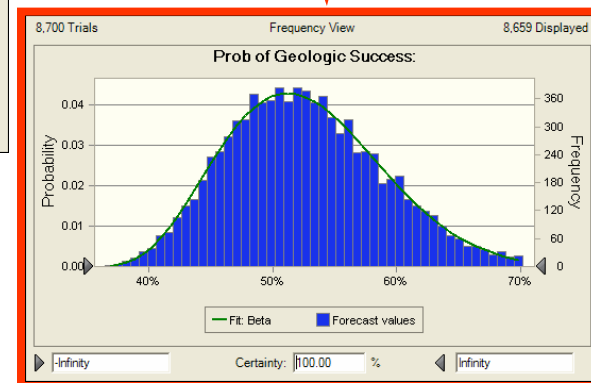 8,700 Trials Frequency View 8,659 Displayed
Prob of Geologic Success:
Probability
0.04
0.03
0.02
0.01
0.00
360
300
240
180
120
60
0
Frequency
40% 50% 60% 70%
Fit: Beta Forecast values
-Infinity Certainty: 100.00 % Infinity